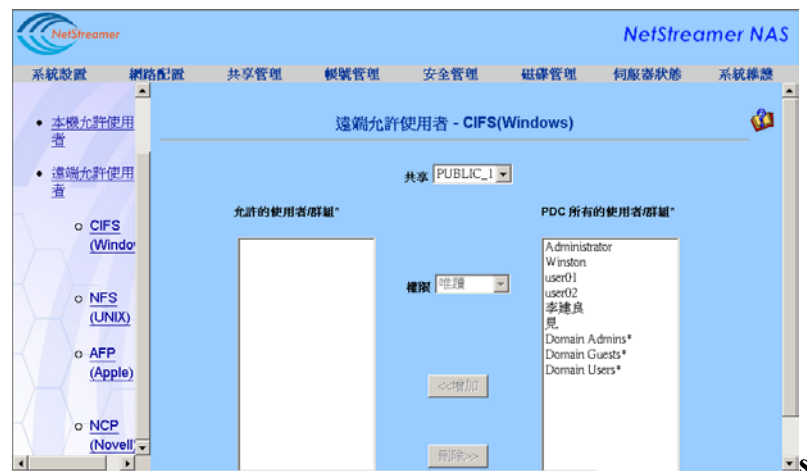 NetStreamer
NetStreamer NAS
系統設置 網路配置 共享管理 帳號管理 安全管理 磁碟管理 伺服器狀態 系統維護
本機允許使用
者
遠端允許使用
者
CIFS
(Window
NFS
(UNIX)
AFP
(Apple)
NCP
(Novell)
遠端允許使用者 - CIFS(Windows)
共享 PUBLIC_1
允許的使用者/群組*
權限 唯讀
<<增加
刪除>>
PDC 所有的使用者/群組*
Administrator
Winston
user01
user02
李建良
見
Domain Admins*
Domain Guests*
Domain Users*